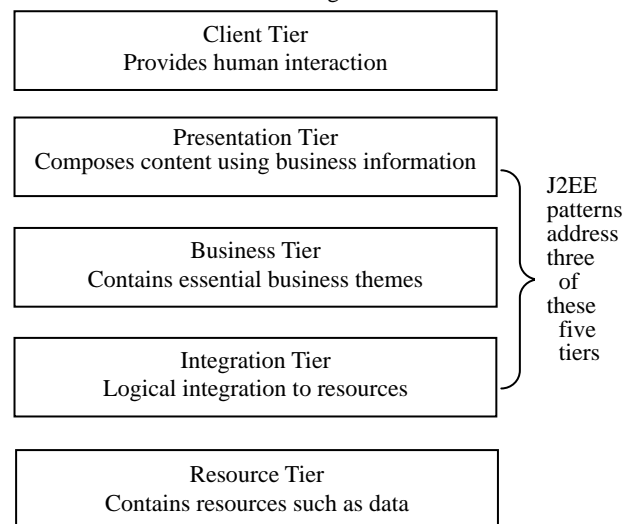 Client Tier
Provides human interaction
Presentation Tier
Composes content using business information
Business Tier
Contains essential business themes
Integration Tier
Logical integration to resources
Resource Tier
Contains resources such as data
J2EE
patterns
address
three
of
these
five
tiers